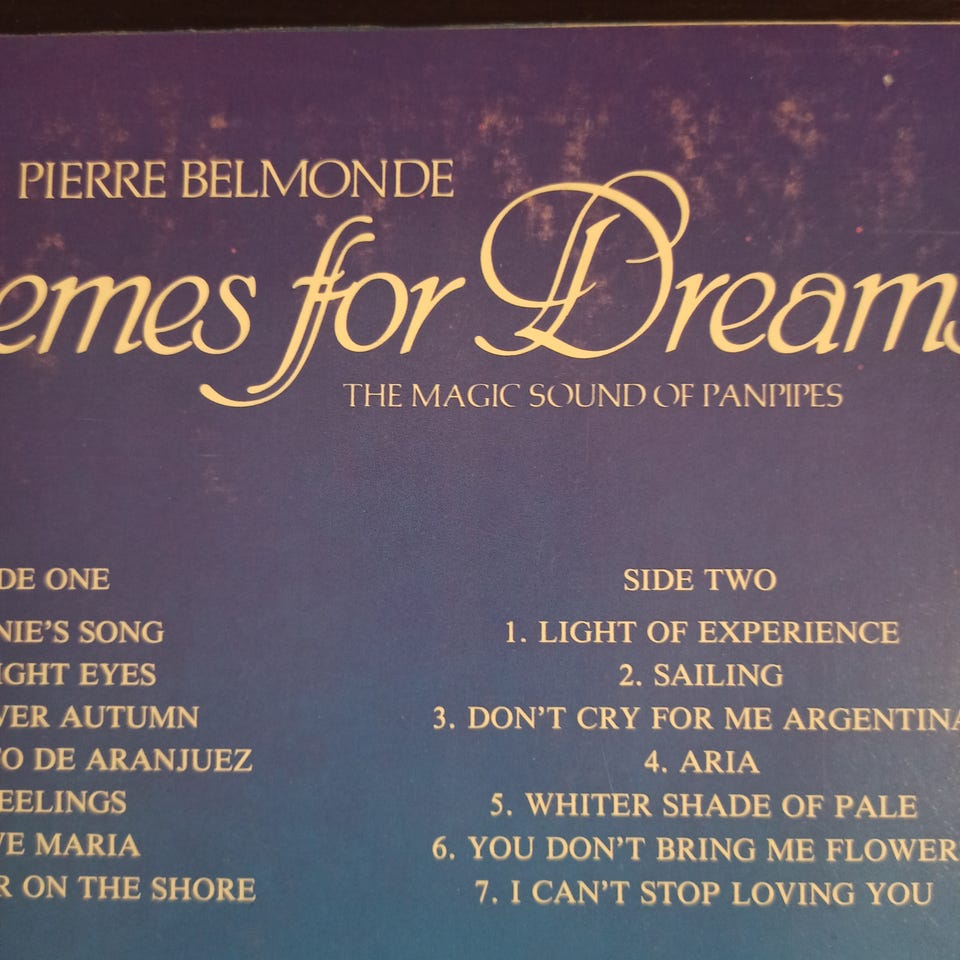 PIERRE BELMONDE
emes for Dreams
THE MAGIC SOUND OF PANPIPES
DE ONE
NIE'S SONG
IGHT EYES
VER AUTUMN
TO DE ARANJUEZ
EELINGS
VE MARIA
R ON THE SHORE
SIDE TWO
1. LIGHT OF EXPERIENCE
2. SAILING
3. DON'T CRY FOR ME ARGENTINA
4. ARIA
5. WHITER SHADE OF PALE
6. YOU DON'T BRING ME FLOWER
7. I CAN'T STOP LOVING YOU